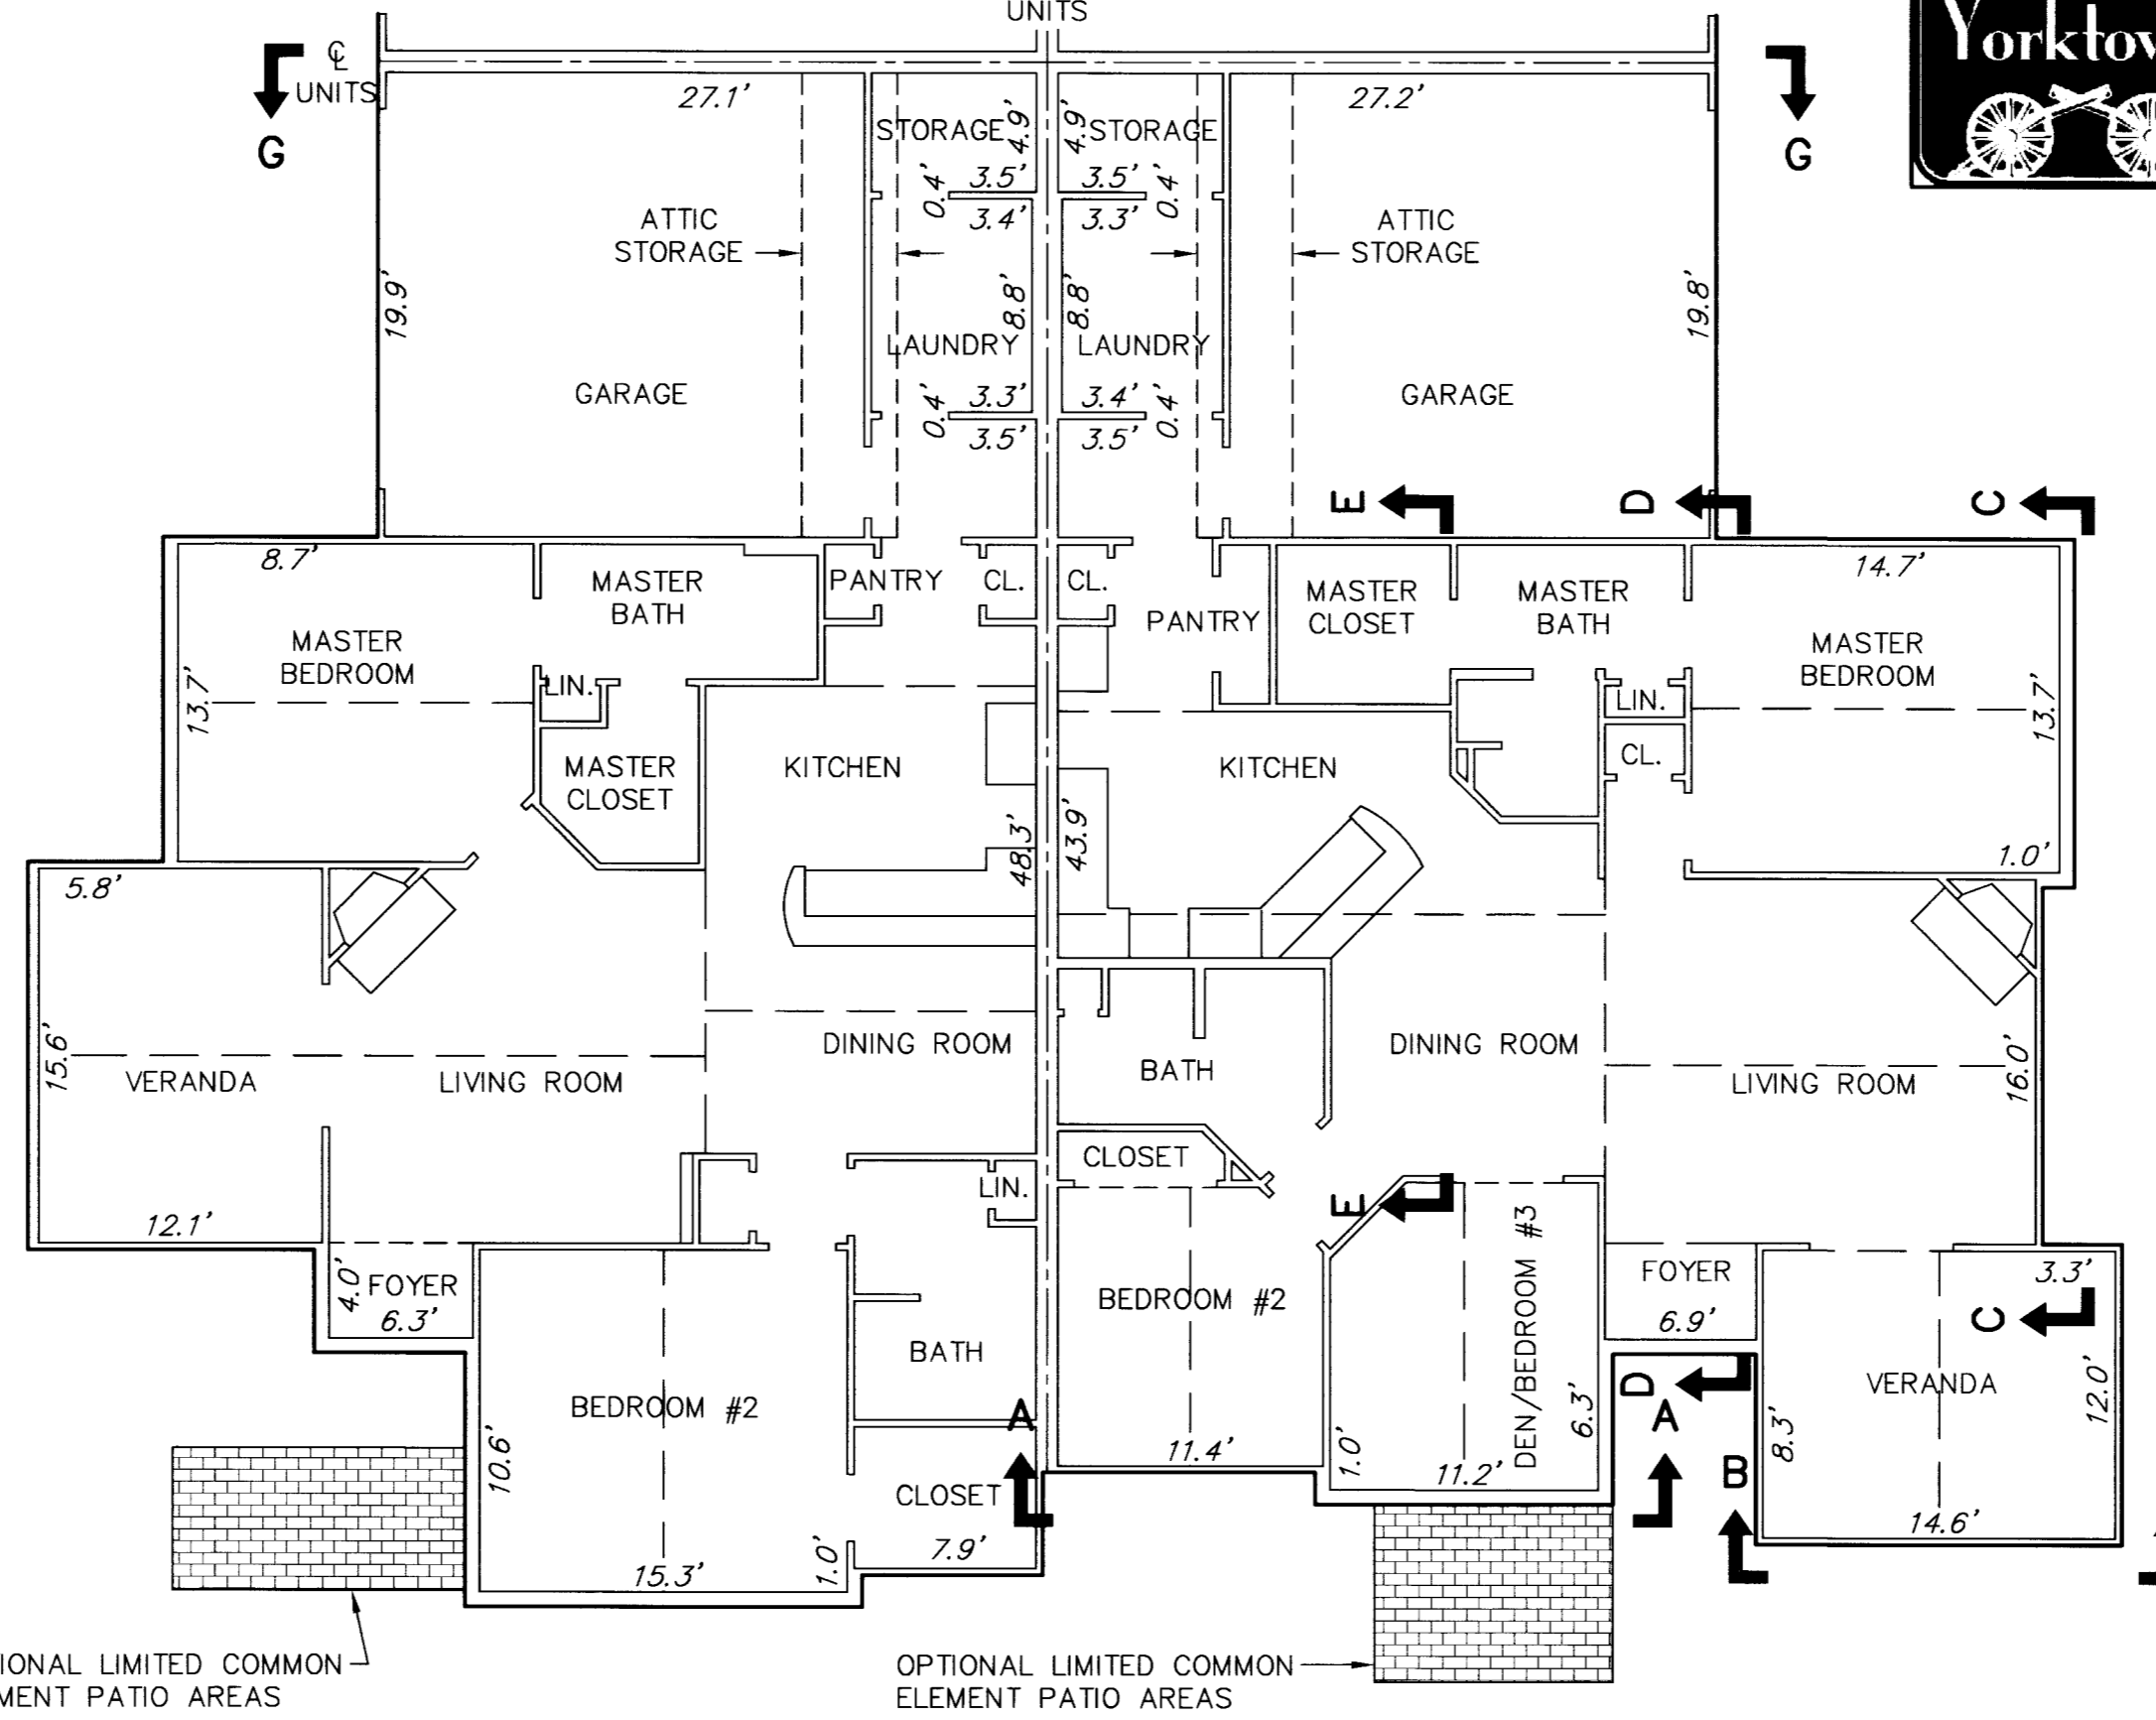 UNITS
℄
UNITS
G
27.1'
STORAGE
4.9'
4.9'
STORAGE
27.2'
G
Yorktow
3.5'
0.4'
3.5'
0.4'
3.4'
3.3'
ATTIC
STORAGE
ATTIC
STORAGE
19.9'
8.8'
8.8'
19.8'
LAUNDRY
LAUNDRY
GARAGE
3.3'
0.4'
3.4'
0.4'
GARAGE
3.5'
3.5'
E
D
C
8.7'
MASTER
BATH
PANTRY
CL.
CL.
PANTRY
MASTER
CLOSET
MASTER
BATH
14.7'
MASTER
BEDROOM
MASTER
BEDROOM
13.7'
LIN.
LIN.
13.7'
MASTER
CLOSET
KITCHEN
KITCHEN
CL.
48.3'
43.9'
1.0'
5.8'
15.6'
VERANDA
LIVING ROOM
DINING ROOM
BATH
DINING ROOM
LIVING ROOM
16.0'
CLOSET
LIN.
E
12.1'
4.0'
FOYER
6.3'
BEDROOM #2
DEN/BEDROOM #3
FOYER
6.9'
3.3'
C
BATH
BEDROOM #2
A
D
A
VERANDA
12.0'
10.6'
11.4'
1.0'
11.2'
6.3'
B
8.3'
CLOSET
14.6'
15.3'
1.0'
7.9'
IONAL LIMITED COMMON
MENT PATIO AREAS
OPTIONAL LIMITED COMMON
ELEMENT PATIO AREAS